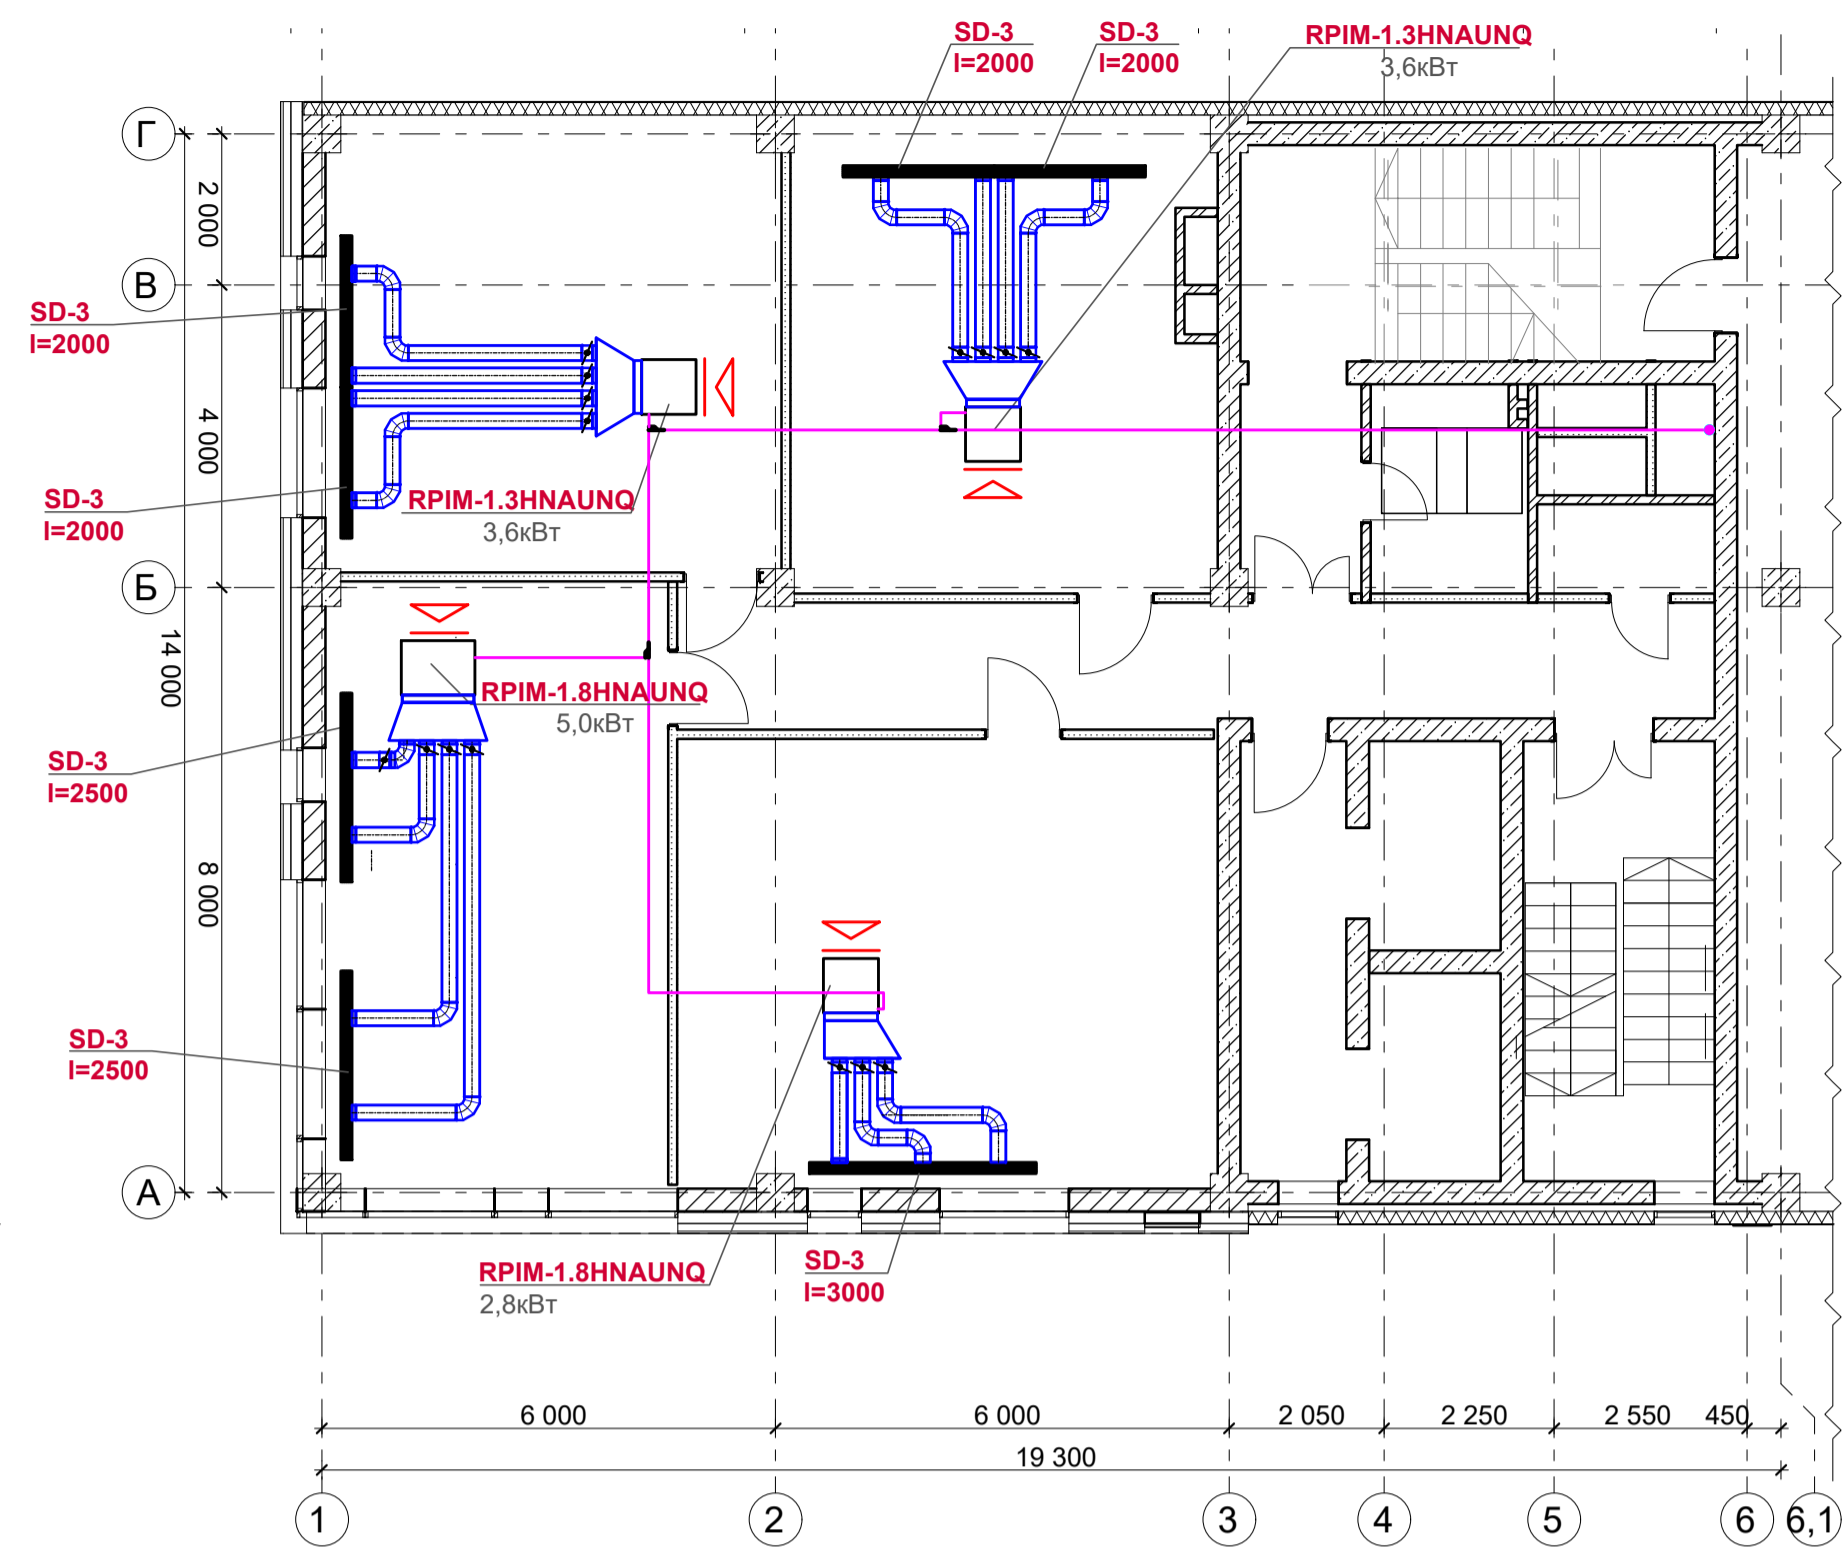 SD-3
l=2000
SD-3
l=2000
RPIM-1.3HNAUNQ
3,6кВт
Г
В
Б
А
2 000
4 000
14 000
8 000
SD-3
l=2000
SD-3
l=2000
RPIM-1.3HNAUNQ
3,6кВт
RPIM-1.8HNAUNQ
5,0кВт
SD-3
l=2500
SD-3
l=2500
RPIM-1.8HNAUNQ
2,8кВт
SD-3
l=3000
6 000
6 000
2 050
2 250
2 550
450
19 300
1
2
3
4
5
6
6,1